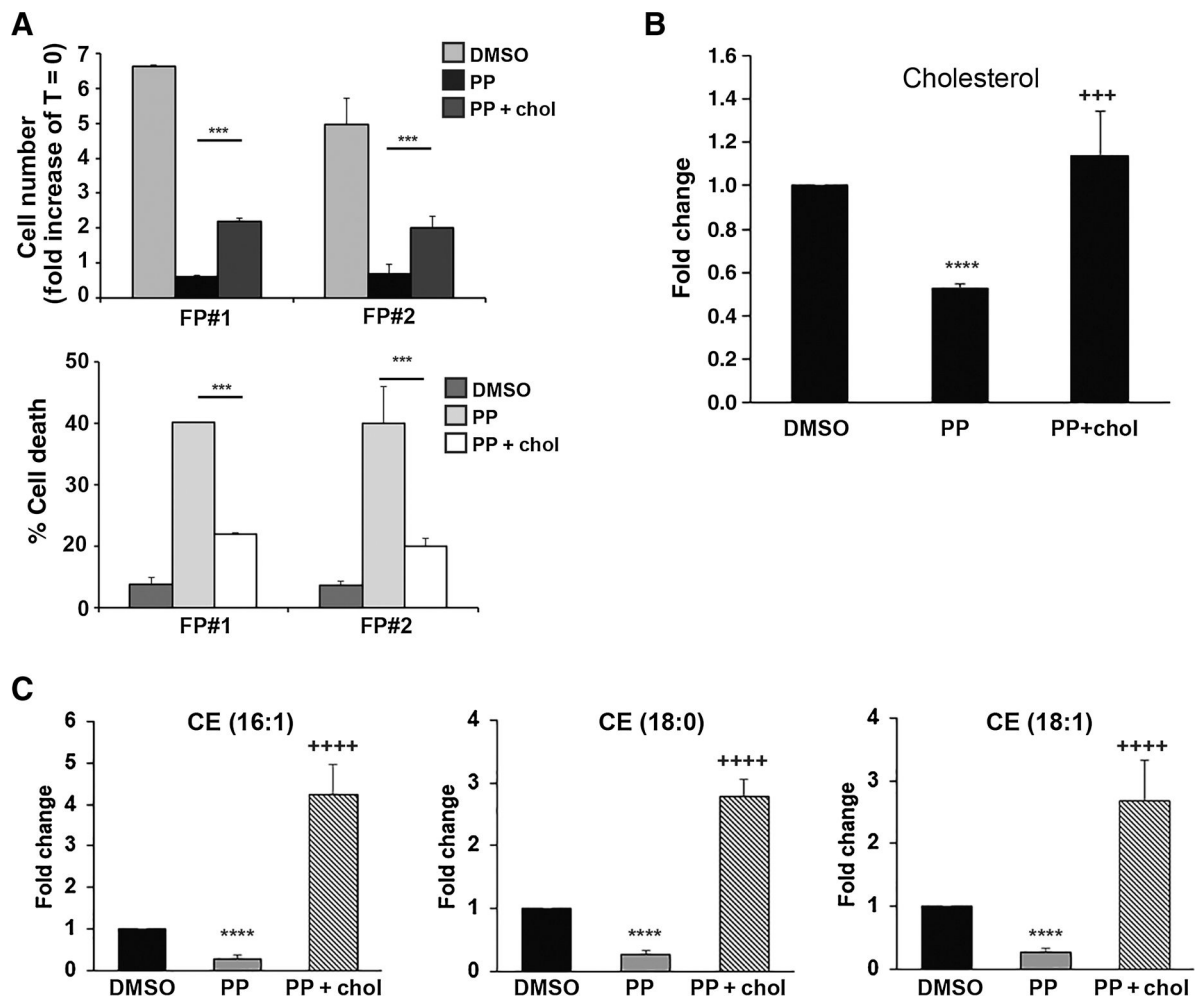 A
Cell number
(fold increase of T = 0)
7
6
5
4
3
2
1
0
DMSO
PP
PP + chol
***
***
FP#1
FP#2
% Cell death
50
40
30
20
0
DMSO
PP
PP + chol
***
***
FP#1
FP#2
B
Cholesterol
Fold change
1.6
1.4
1.2
1.0
0.8
0.6
0.4
0.2
0.0
****
+++
DMSO
PP
PP+chol
C
CE (16:1)
Fold change
6
5
4
3
2
1
0
****
++++
DMSO
PP
PP + chol
CE (18:0)
Fold change
4
3
2
1
0
****
++++
DMSO
PP
PP + chol
CE (18:1)
Fold change
4
3
2
1
0
****
++++
DMSO
PP
PP + chol